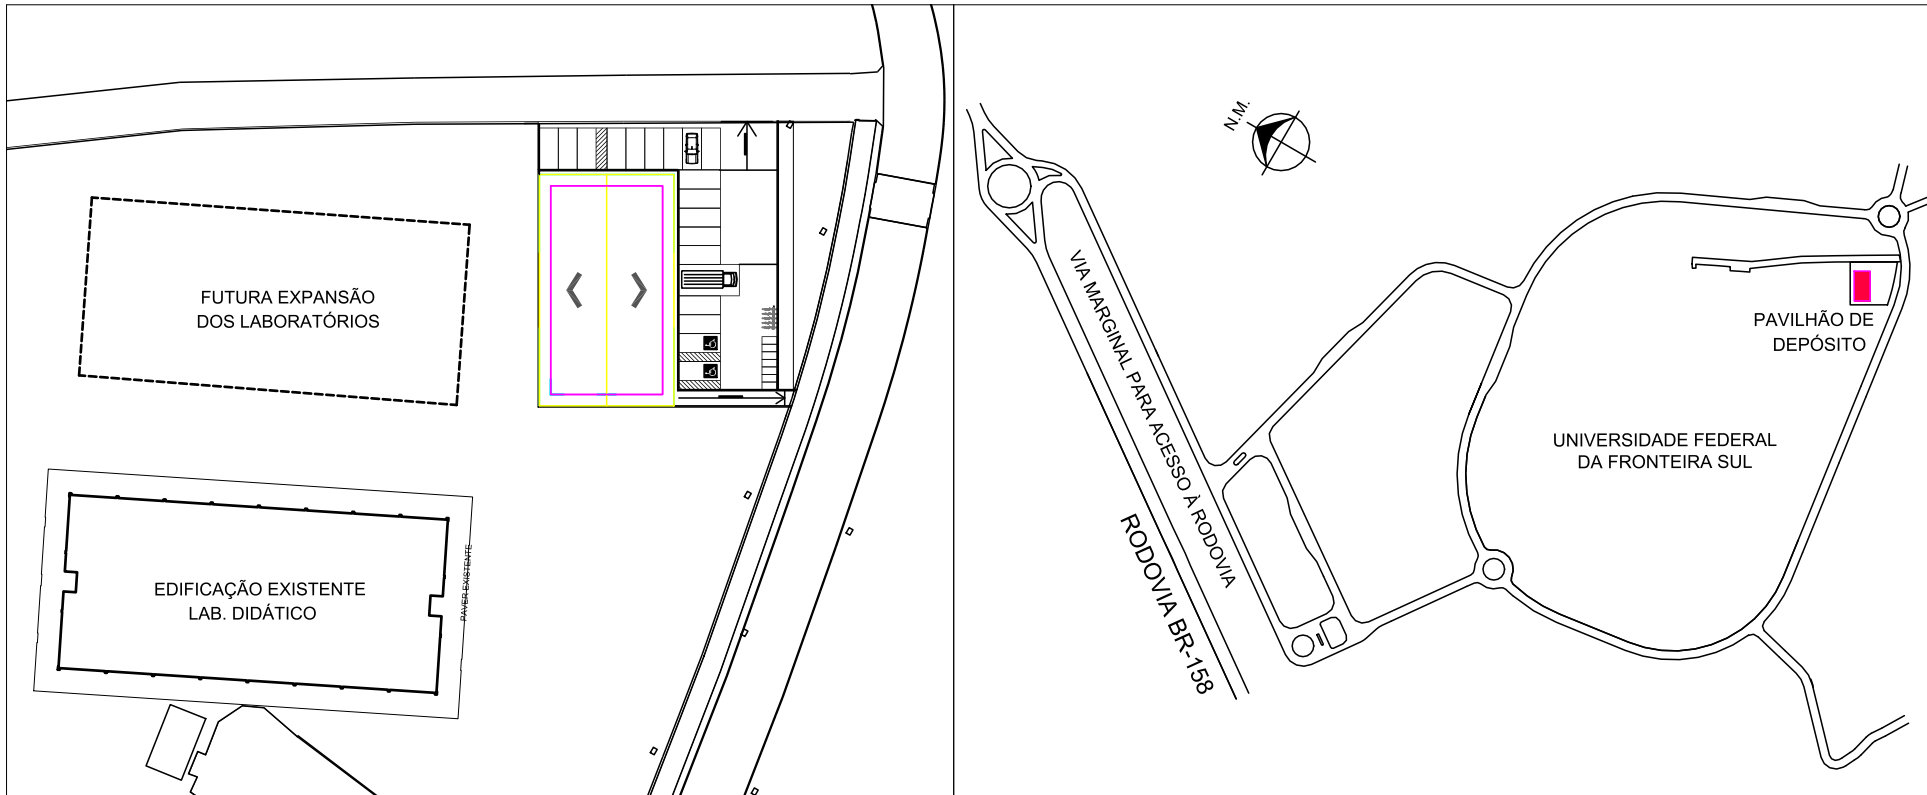 FUTURA EXPANSÃO
DOS LABORATÓRIOS
EDIFICAÇÃO EXISTENTE
LAB. DIDÁTICO
PAVER EXISTENTE
N.M.
VIA MARGINAL PARA ACESSO À RODOVIA
RODOVIA BR-158
PAVILHÃO DE
DEPÓSITO
UNIVERSIDADE FEDERAL
DA FRONTEIRA SUL